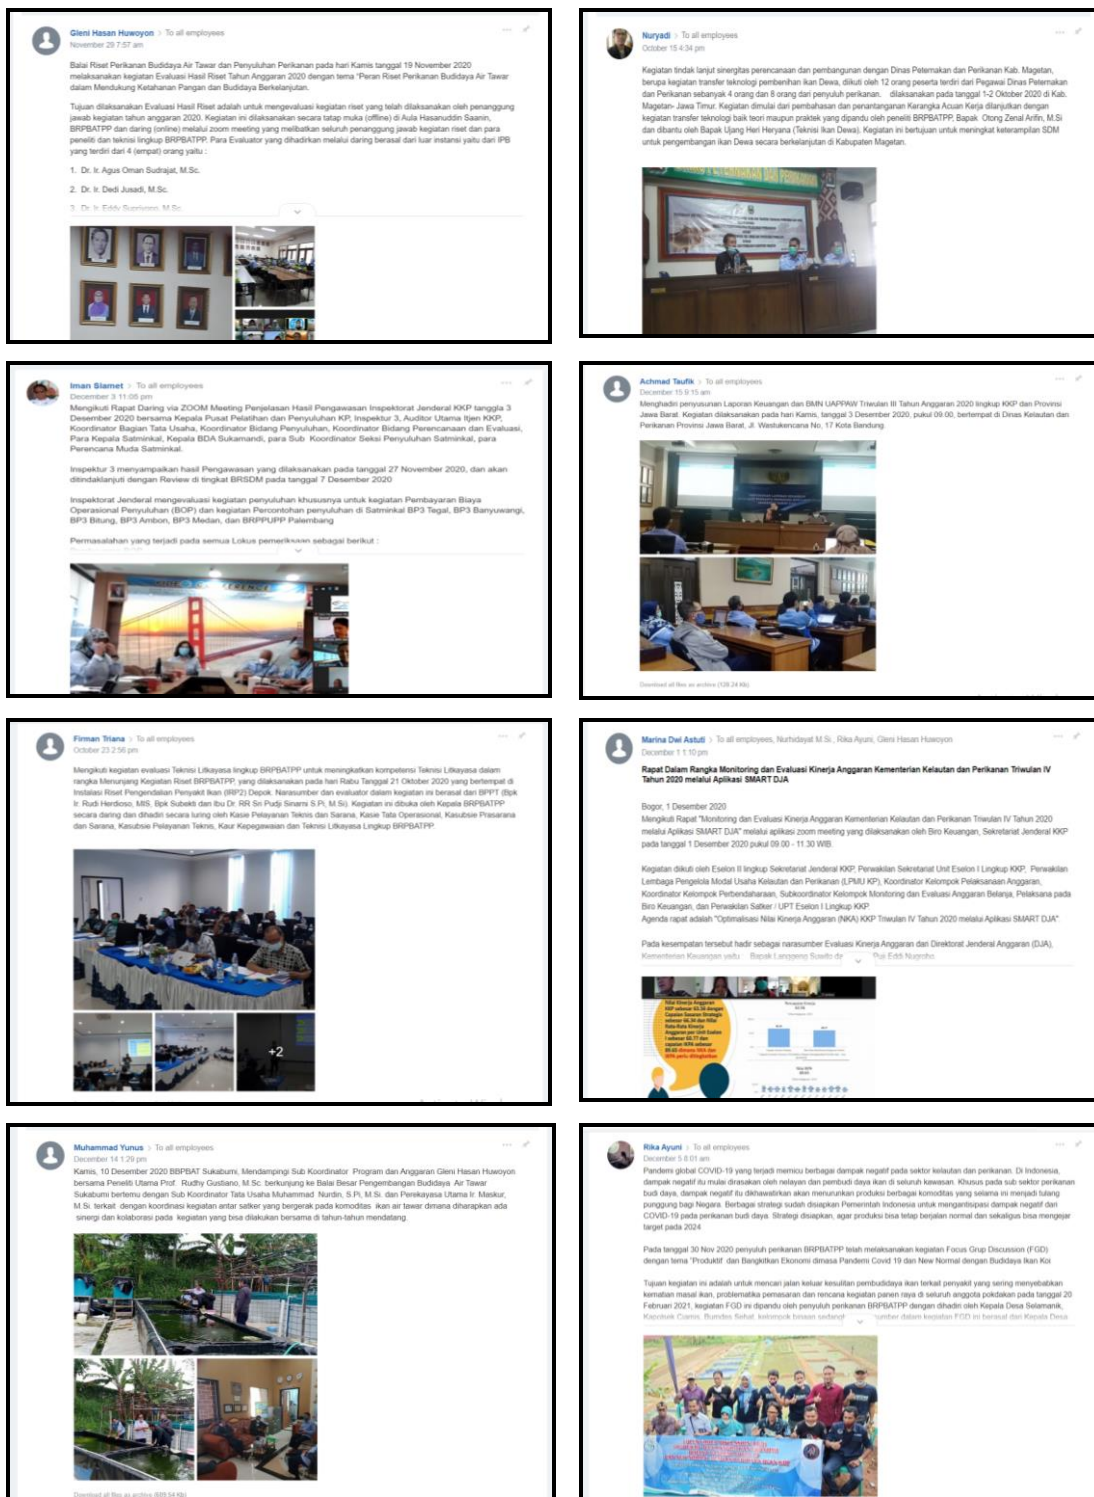 Gleni Hasan Huwoyon > To all employees
November 29 7:57 am
Balai Riset Perikanan Budidaya Air Tawar dan Penyuluhan Perikanan pada hari Kamis tanggal 19 November 2020
melaksanakan kegiatan Evaluasi Hasil Riset Tahun Anggaran 2020 dengan tema "Peran Riset Perikanan Budidaya Air Tawar
dalam Mendukung Ketahanan Pangan dan Budidaya Berkelanjutan.
Tujuan dilaksanakan Evaluasi Hasil Riset adalah untuk mengevaluasi kegiatan riset yang telah dilaksanakan oleh penanggung
jawab kegiatan tahun anggaran 2020. Kegiatan ini dilaksanakan secara tatap muka (offline) di Aula Hasanuddin Saanin,
BRPBATPP dan daring (online) melalui zoom meeting yang melibatkan seluruh penanggung jawab kegiatan riset dan para
peneliti dan teknisi lingkup BRPBATPP. Para Evaluator yang dihadirkan melalui daring berasal dari luar instansi yaitu dari IPB
yang terdiri dari 4 (empat) orang yaitu :
1. Dr. Ir. Agus Oman Sudrajat, M.Sc.
2. Dr. Ir. Dedi Jusadi, M.Sc.
3. Dr. Ir. Eddy Supriyono, M.Sc.
Nuryadi > To all employees
October 15 4:34 pm
Kegiatan tindak lanjut sinergitas perencanaan dan pembangunan dengan Dinas Peternakan dan Perikanan Kab. Magetan,
berupa kegiatan transfer teknologi pembenihan ikan Dewa, diikuti oleh 12 orang peserta terdiri dari Pegawai Dinas Peternakan
dan Perikanan sebanyak 4 orang dan 8 orang dari penyuluh perikanan. dilaksanakan pada tanggal 1-2 Oktober 2020 di Kab.
Magetan- Jawa Timur. Kegiatan dimulai dari pembahasan dan penantanganan Kerangka Acuan Kerja dilanjutkan dengan
kegiatan transfer teknologi baik teori maupun praktek yang dipandu oleh peneliti BRPBATPP, Bapak. Otong Zenal Arifin, M.Si
dan dibantu oleh Bapak Ujang Heri Heryana (Teknisi Ikan Dewa). Kegiatan ini bertujuan untuk meningkat keterampilan SDM
untuk pengembangan ikan Dewa secara berkelanjutan di Kabupaten Magetan.
Iman Slamet > To all employees
December 3 11:05 pm
Mengikuti Rapat Daring via ZOOM Meeting Penjelasan Hasil Pengawasan Inspektorat Jenderal KKP tanggla 3
Desember 2020 bersama Kepala Pusat Pelatihan dan Penyuluhan KP, Inspektur 3, Auditor Utama Itjen KKP,
Koordinator Bagian Tata Usaha, Koordinator Bidang Penyuluhan, Koordinator Bidang Perencanaan dan Evaluasi,
Para Kepala Satminkal, Kepala BDA Sukamandi, para Sub Koordinator Seksi Penyuluhan Satminkal, para
Perencana Muda Satminkal.
Inspektur 3 menyampaikan hasil Pengawasan yang dilaksanakan pada tanggal 27 November 2020, dan akan
ditindaklanjuti dengan Review di tingkat BRSDM pada tanggal 7 Desember 2020
Inspektorat Jenderal mengevaluasi kegiatan penyuluhan khususnya untuk kegiatan Pembayaran Biaya
Operasional Penyuluhan (BOP) dan kegiatan Percontohan penyuluhan di Satminkal BP3 Tegal, BP3 Banyuwangi,
BP3 Bitung, BP3 Ambon, BP3 Medan, dan BRPPUPP Palembang
Permasalahan yang terjadi pada semua Lokus pemeriksaan sebagai berikut :
Achmad Taufik > To all employees
December 15 9:15 am
Menghadiri penyusunan Laporan Keuangan dan BMN UAPPAW Triwulan III Tahun Anggaran 2020 lingkup KKP dan Provinsi
Jawa Barat. Kegiatan dilaksanakan pada hari Kamis, tanggal 3 Desember 2020, pukul 09.00, bertempat di Dinas Kelautan dan
Perikanan Provinsi Jawa Barat, Jl. Wastukencana No, 17 Kota Bandung.
Download all files as archive (128.24 Kb)
Firman Triana > To all employees
October 23 2:56 pm
Mengikuti kegiatan evaluasi Teknisi Litkayasa lingkup BRPBATPP untuk meningkatkan kompetensi Teknisi Litkayasa dalam
rangka Menunjang Kegiatan Riset BRPBATPP, yang dilaksanakan pada hari Rabu Tanggal 21 Oktober 2020 yang bertempat di
Instalasi Riset Pengendalian Penyakit Ikan (IRP2) Depok. Narasumber dan evaluator dalam kegiatan ini berasal dan BPPT (Bpk
Ir. Rudi Herdioso, MIS, Bpk Subekti dan Ibu Dr. RR Sri Pudji Sinarni S.Pi, M.Si). Kegiatan ini dibuka oleh Kepala BRPBATPP
secara daring dan dihadiri secara luring oleh Kasie Pelayanan Teknis dan Sarana, Kasie Tata Operasional, Kasubsie Prasarana
dan Sarana, Kasubsie Pelayanan Teknis, Kaur Kepegawaian dan Teknisi Litkayasa Lingkup BRPBATPP.
+2
Marina Dwi Astuti > To all employees, Nurhidayat M.Si., Rika Ayuni, Gleni Hasan Huwoyon
December 1 1:10 pm
Rapat Dalam Rangka Monitoring dan Evaluasi Kinerja Anggaran Kementerian Kelautan dan Perikanan Triwulan IV
Tahun 2020 melalui Aplikasi SMART DJA
Bogor, 1 Desember 2020
Mengikuti Rapat "Monitoring dan Evaluasi Kinerja Anggaran Kementerian Kelautan dan Perikanan Triwulan IV Tahun 2020
melalui Aplikasi SMART DJA" melalui aplikasi zoom meeting yang dilaksanakan oleh Biro Keuangan, Sekretariat Jenderal KKP
pada tanggal 1 Desember 2020 pukul 09.00 - 11.30 WIB.
Kegiatan diikuti oleh Eselon II lingkup Sekretariat Jenderal KKP, Perwakilan Sekretariat Unit Eselon I Lingkup KKP, Perwakilan
Lembaga Pengelola Modal Usaha Kelautan dan Perikanan (LPMU KP), Koordinator Kelompok Pelaksanaan Anggaran,
Koordinator Kelompok Perbendaharaan, Subkoordinator Kelompok Monitoring dan Evaluasi Anggaran Belanja, Pelaksana pada
Biro Keuangan, dan Perwakilan Satker / UPT Eselon I Lingkup KKP.
Agenda rapat adalah "Optimalisasi Nilai Kinerja Anggaran (NKA) KKP Triwulan IV Tahun 2020 melalui Aplikasi SMART DJA"
Pada kesempatan tersebut hadir sebagai narasumber Evaluasi Kinerja Anggaran dari Direktorat Jenderal Anggaran (DJA),
Kementerian Keuangan yaitu Bapak Langgeng Suwito Puji Eddi Nugroho
Muhammad Yunus > To all employees
December 14 1:29 pm
Kamis, 10 Desember 2020 BBPBAT Sukabumi, Mendampingi Sub Koordinator Program dan Anggaran Gleni Hasan Huwoyon
bersama Peneliti Utama Prof. Rudhy Gustiano, M.Sc. berkunjung ke Balai Besar Pengembangan Budidaya Air Tawar
Sukabumi bertemu dengan Sub Koordinator Tata Usaha Muhammad Nurdin, S.Pi, M.Si. dan Perekayasa Utama Ir. Maskur,
M.Si. terkait dengan koordinasi kegiatan antar satker yang bergerak pada komoditas ikan air tawar dimana diharapkan ada
sinergi dan kolaborasi pada kegiatan yang bisa dilakukan bersama di tahun-tahun mendatang.
Download all files as archive (689.54 Kb)
Rika Ayuni > To all employees
December 5 8:01 am
Pandemi global COVID-19 yang terjadi memicu berbagai dampak negatif pada sektor kelautan dan perikanan. Di Indonesia,
dampak negatif itu mulai dirasakan oleh nelayan dan pembudi daya ikan di seluruh kawasan. Khusus pada sub sektor perikanan
budi daya, dampak negatif itu dikhawatirkan akan menurunkan produksi berbagai komoditas yang selama ini menjadi tulang
punggung bagi Negara. Berbagai strategi sudah disiapkan Pemerintah Indonesia untuk mengantisipasi dampak negatif dari
COVID-19 pada perikanan budi daya. Strategi disiapkan, agar produksi bisa tetap berjalan normal dan sekaligus bisa mengejar
target pada 2024
Pada tanggal 30 Nov 2020 penyuluh perikanan BRPBATPP telah melaksanakan kegiatan Focus Grup Discussion (FGD)
dengan tema "Produktif dan Bangkitkan Ekonomi dimasa Pandemi Covid 19 dan New Normal dengan Budidaya Ikan Koi
Tujuan kegiatan ini adalah untuk mencari jalan keluar kesulitan pembudidaya ikan terkait penyakit yang sering menyebabkan
kematian masal ikan, problematika pemasaran dan rencana kegiatan panen raya di seluruh anggota pokdakan pada tanggal 20
Februari 2021, kegiatan FGD ini dipandu oleh penyuluh perikanan BRPBATPP dengan dihadiri oleh Kepala Desa Selamanik,
Kapolsek Ciamis, Bumdes Sehat, kelompok binaan dalam kegiatan FGD ini berasal dari Kepala Desa